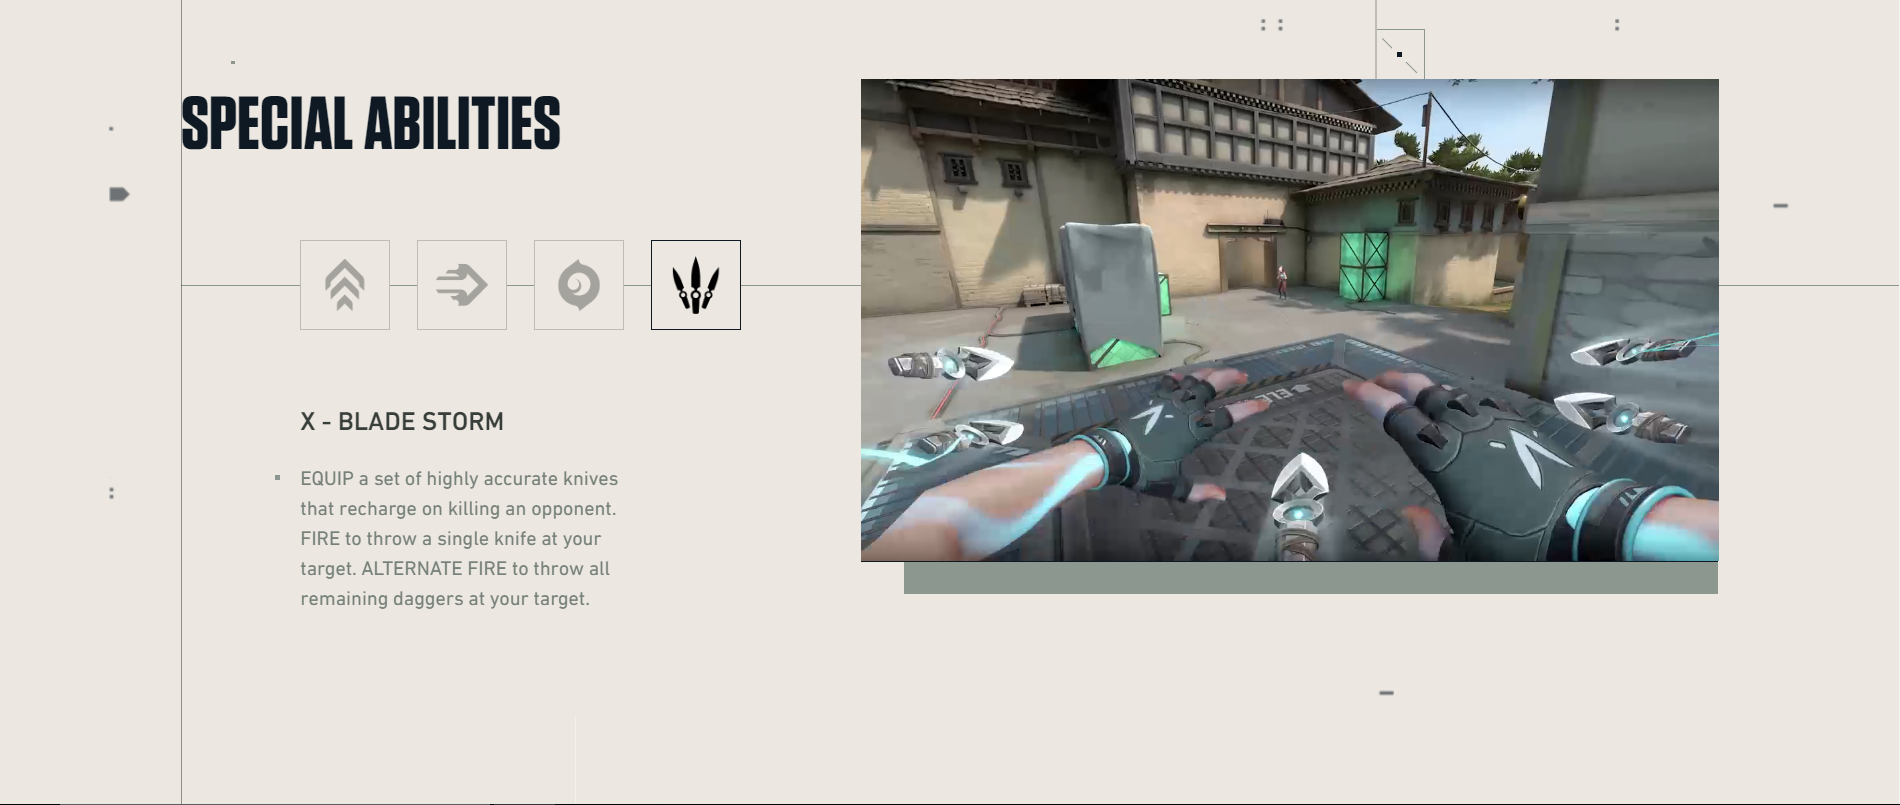 SPECIAL ABILITIES
X - BLADE STORM
EQUIP a set of highly accurate knives
that recharge on killing an opponent.
FIRE to throw a single knife at your
target. ALTERNATE FIRE to throw all
remaining daggers at your target.